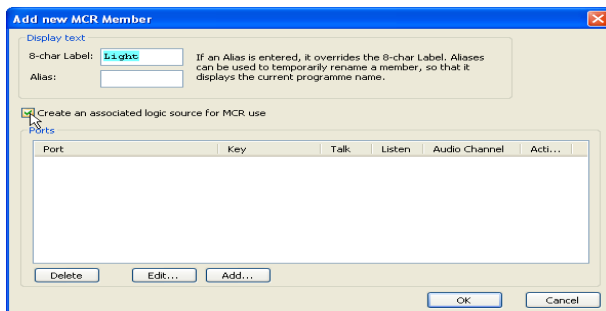 Add new MCR Member
Display text
8-char Label: Light
Alias:
If an Alias is entered, it overrides the 8-char Label. Aliases
can be used to temporarily rename a member, so that it
displays the current programme name.
Create an associated logic source for MCR use
Ports
Port Key Talk Listen Audio Channel Acti...
Delete Edit... Add...
OK Cancel